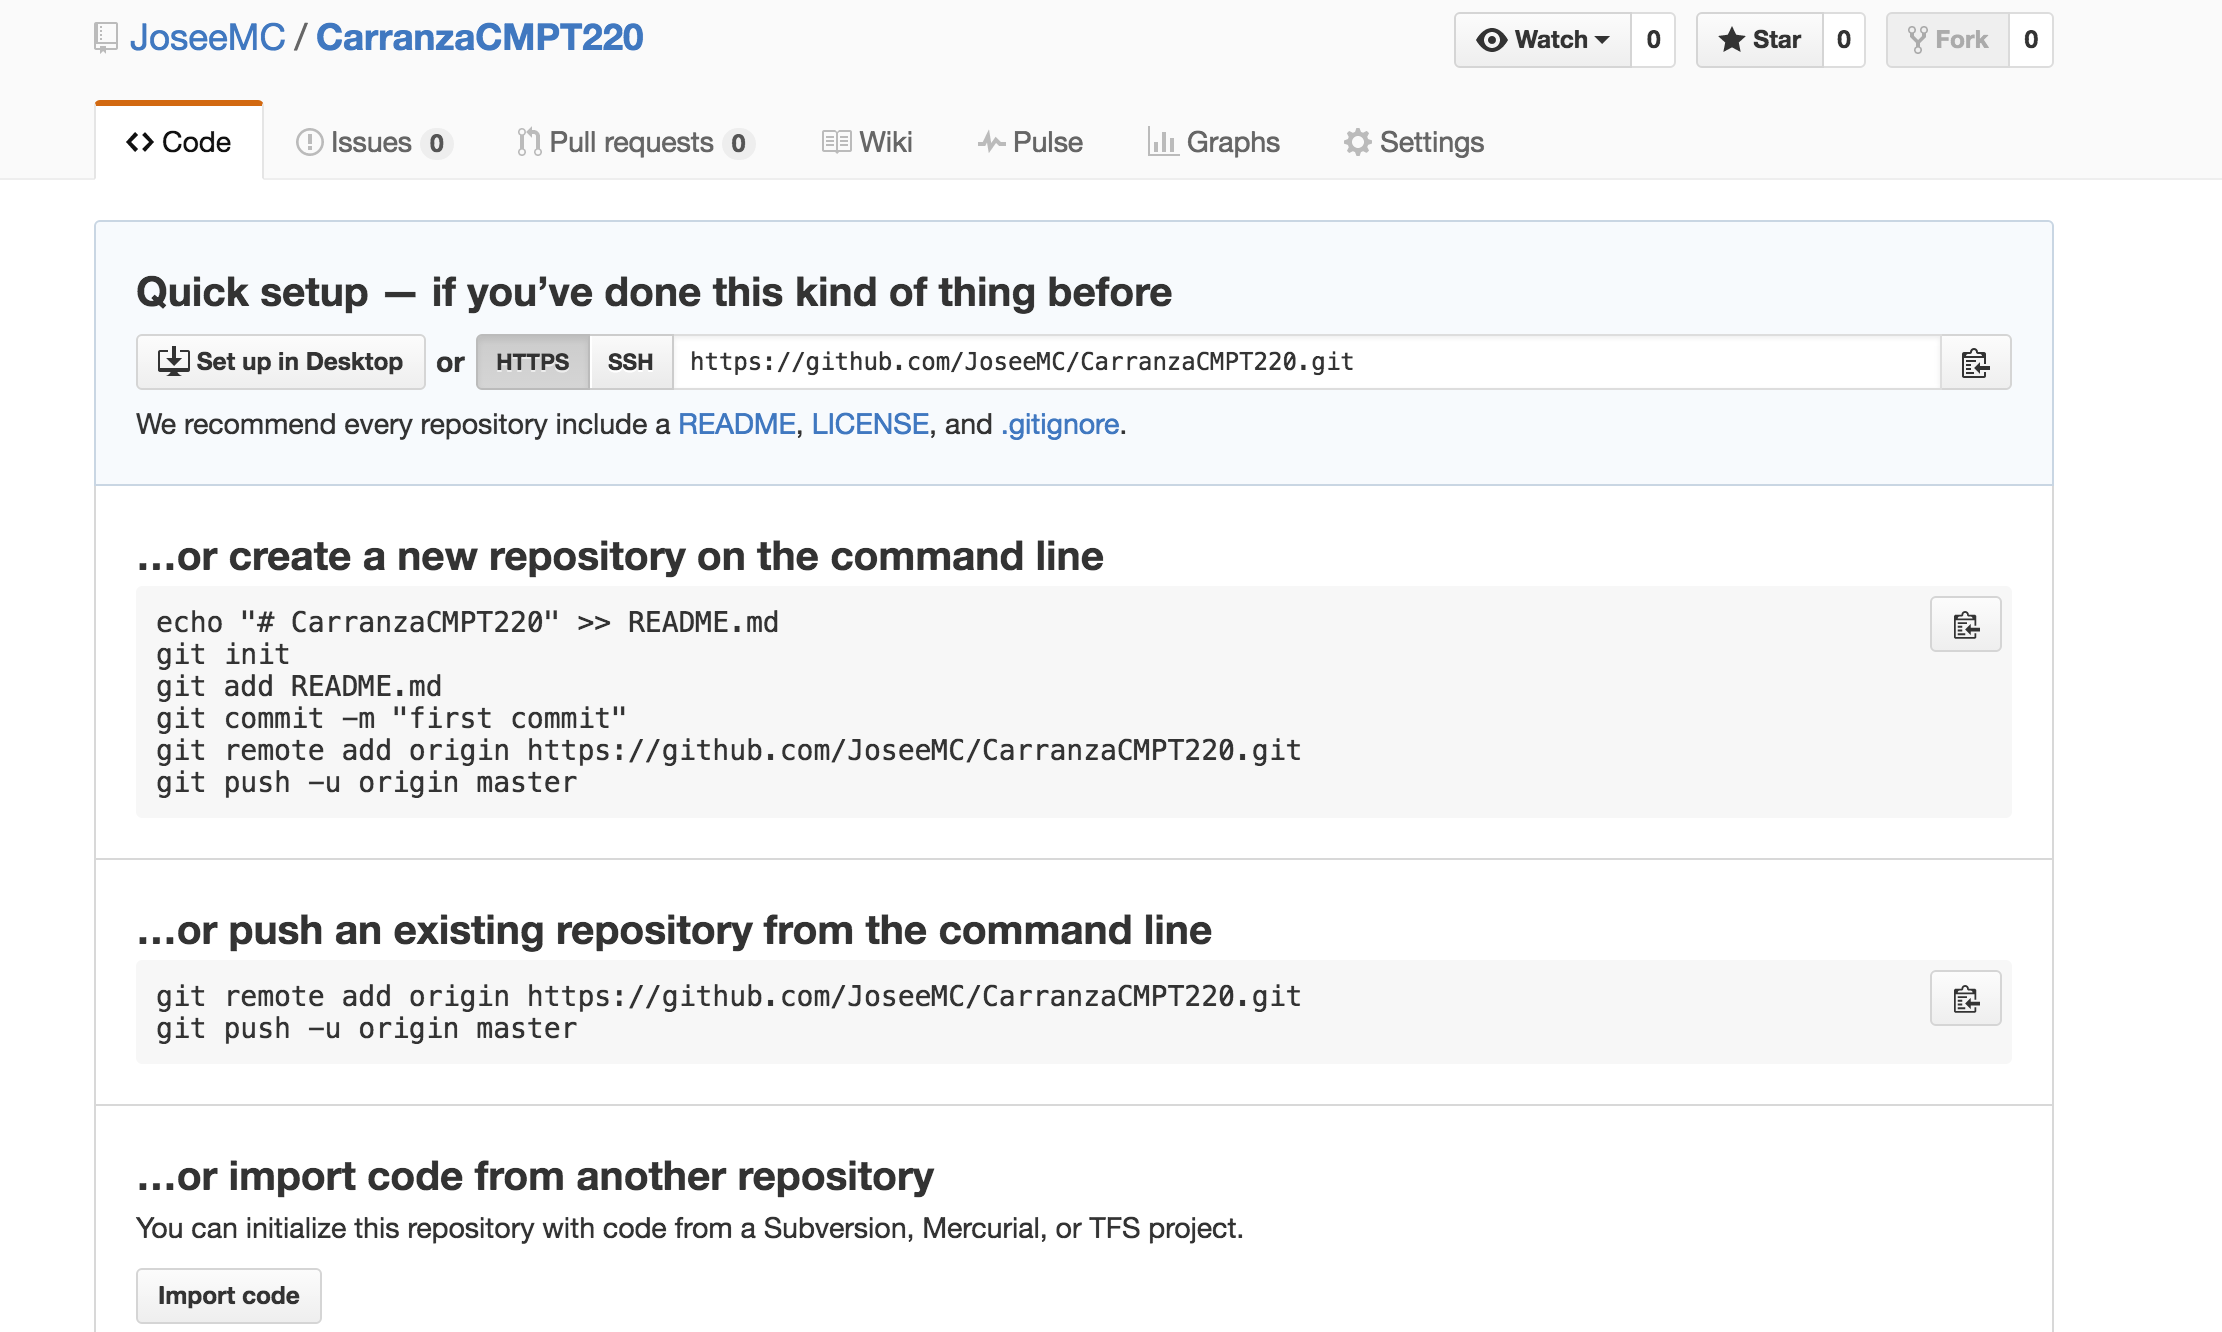 JoseeMC / CarranzaCMPT220
Watch 0 Star 0 Fork 0
Code Issues 0 Pull requests 0 Wiki Pulse Graphs Settings
Quick setup — if you’ve done this kind of thing before
Set up in Desktop or HTTPS SSH https://github.com/JoseeMC/CarranzaCMPT220.git
We recommend every repository include a README, LICENSE, and .gitignore.
…or create a new repository on the command line
echo "# CarranzaCMPT220" >> README.md
git init
git add README.md
git commit -m "first commit"
git remote add origin https://github.com/JoseeMC/CarranzaCMPT220.git
git push -u origin master
…or push an existing repository from the command line
git remote add origin https://github.com/JoseeMC/CarranzaCMPT220.git
git push -u origin master
…or import code from another repository
You can initialize this repository with code from a Subversion, Mercurial, or TFS project.
Import code